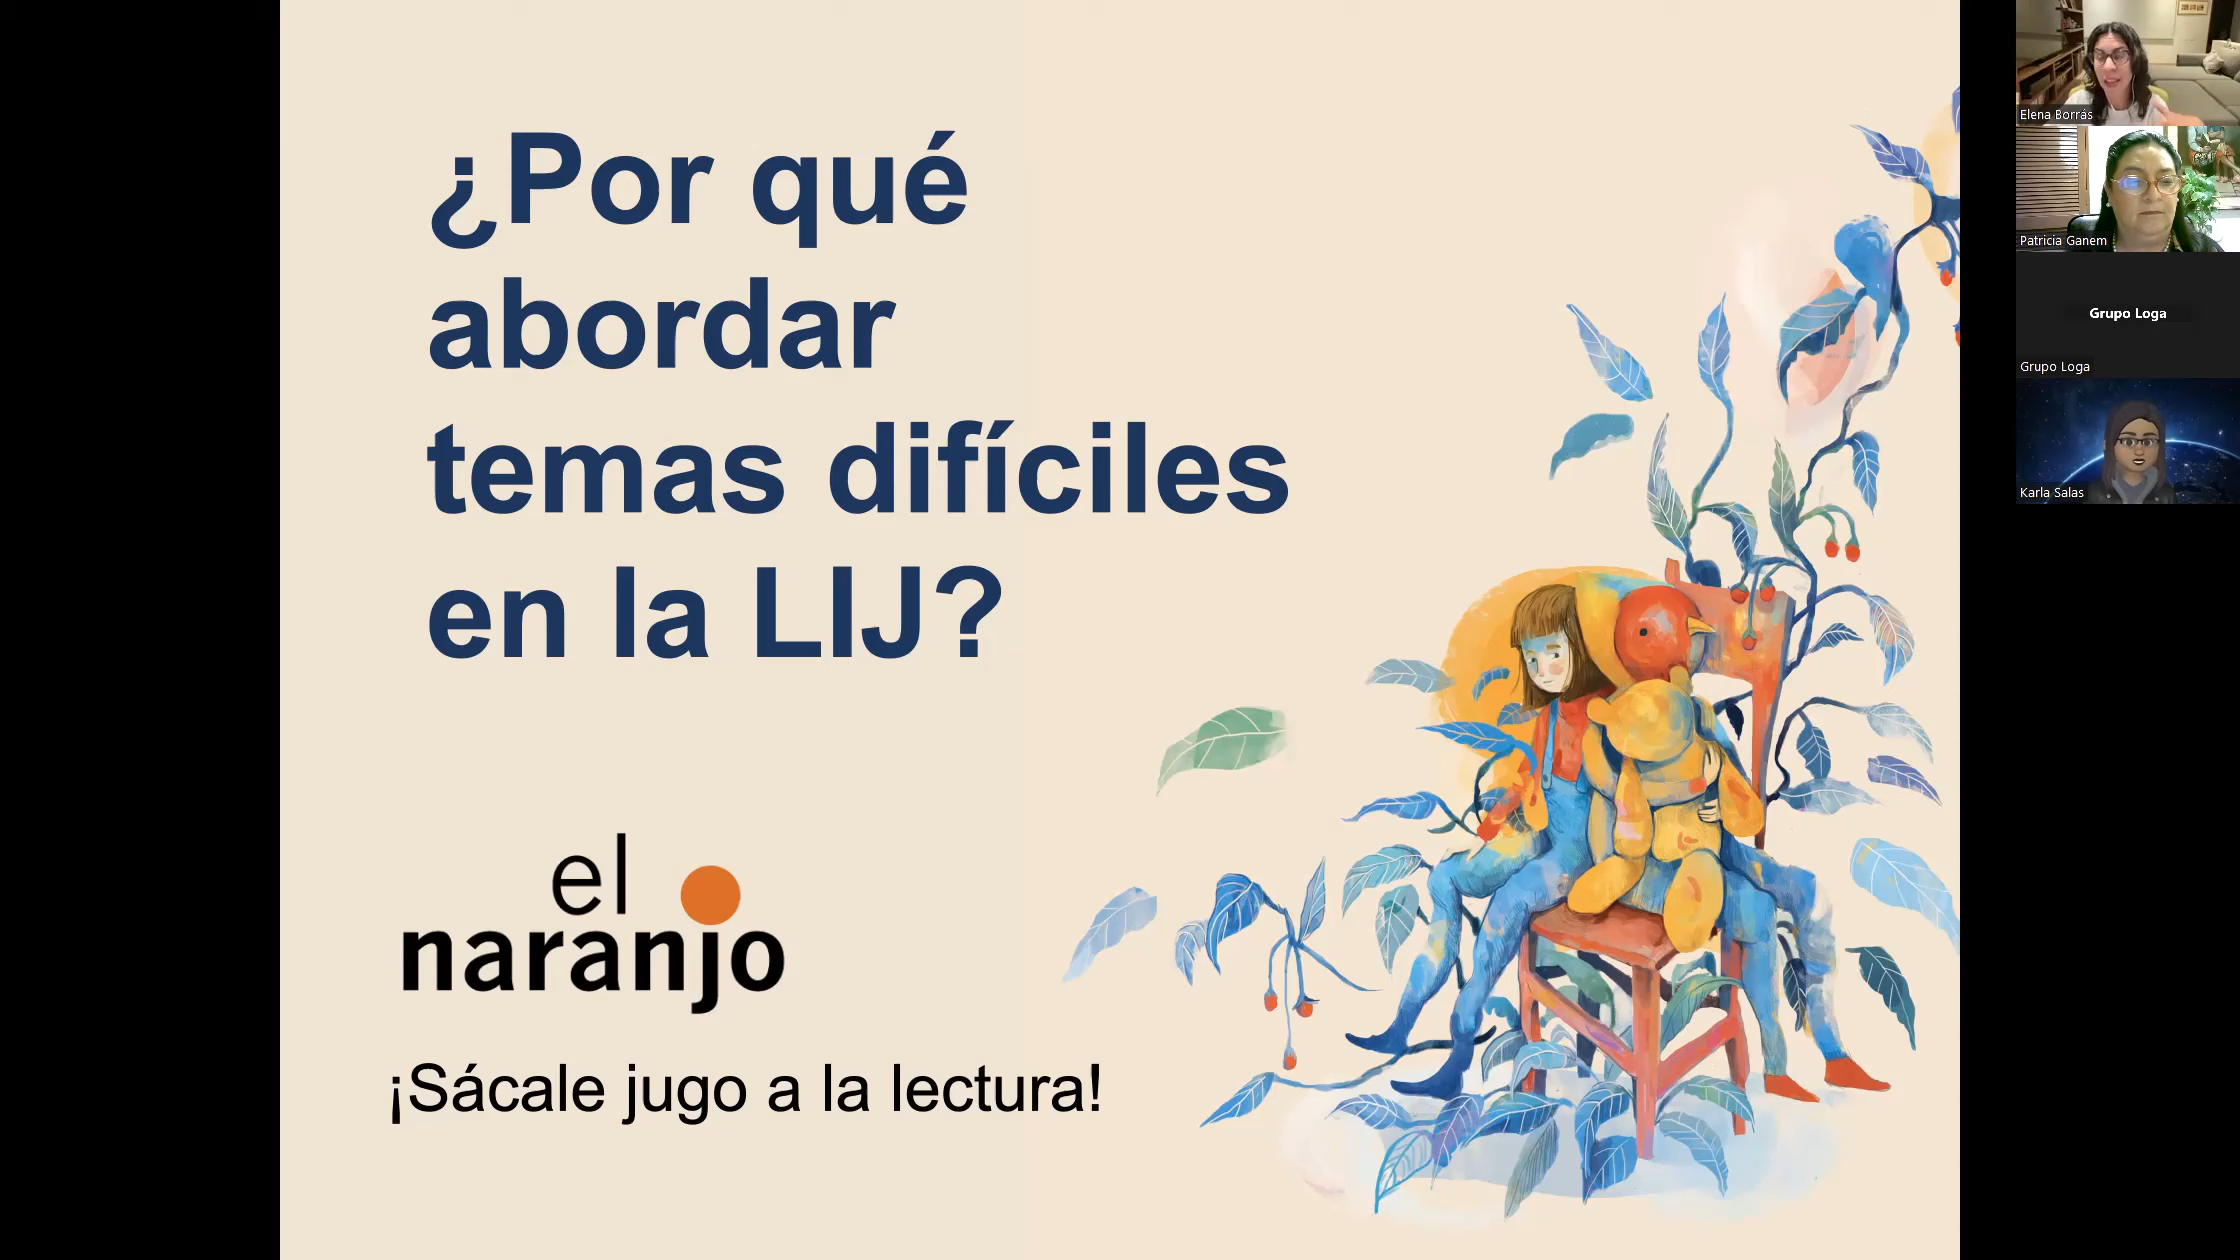 ¿Por qué
abordar
temas difíciles
en la LIJ?
el
naranjo
¡Sácale jugo a la lectura!
Elena Borrás
Patricia Ganem
Grupo Loga
Grupo Loga
Karla Salas